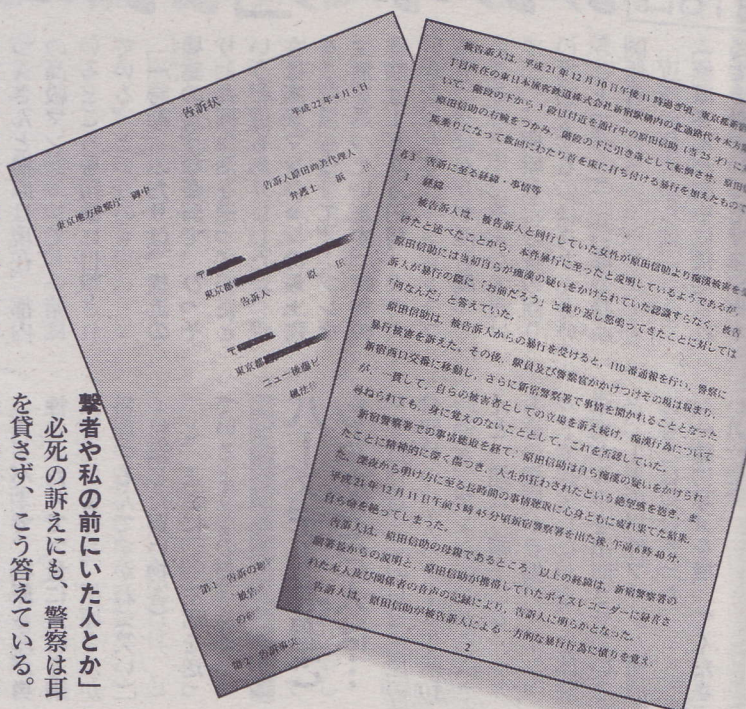 告訴状
平成22年4月6日
東京地方検察庁 御中
告訴人原田尚美代理人
弁護士
〒
東京都
告訴人 原 田
〒
東京都
ニュー後藤ビ
第1 告訴の
被告
の
第2 告訴事実
被告訴人は、平成21年12月10日午後11時過ぎ頃、東京都新宿
丁目所在の東日本旅客鉄道株式会社新宿駅構内の北通路代々木方
いて、階段の下から3段目付近を通行中の原田信助(当25才)に
原田信助の右腕をつかみ、階段の下に引き落として転倒させ、原田
馬乗りになって数回にわたり首を床に打ち付ける暴行を加えたもので
第3 告訴に至る経緯・事情等
1 経緯
被告訴人は、被告訴人と同行していた女性が原田信助より痴漢被害を
けたと述べたことから、本件暴行に至ったと説明しているようであるが、
原田信助には当初自らが痴漢の疑いをかけられていた認識すらなく、被告
訴人が暴行の際に「お前だろう」と繰り返し怒鳴ってきたことに対しては
「何なんだ」と答えていた。
原田信助は、被告訴人からの暴行を受けると、110番通報を行い、警察に
暴行被害を訴えた。その後、駅員及び警察官がかけつけその場は収まり、
新宿西口交番に移動し、さらに新宿警察署で事情を聞かれることとなった
が、一貫して、自らの被害者としての立場を訴え続け、痴漢行為について
尋ねられても、身に覚えのないこととして、これを否認していた。
新宿警察署での事情聴取を経て、原田信助は自ら痴漢の疑いをかけられ
たことに精神的に深く傷つき、人生が狂わされたという絶望感を抱き、ま
た、深夜から明け方に至る長時間の事情聴取に心身ともに疲れ果てた結果、
平成21年12月11日午前5時45分頃新宿警察署を出た後、午前6時40分、
自ら命を絶ってしまった。
告訴人は、原田信助の母親であるところ、以上の経緯は、新宿警察署の
副署長からの説明と、原田信助が携帯していたボイスレコーダーに録音さ
れた本人及び関係者の音声の記録により、告訴人に明らかとなった。
告訴人は、原田信助が被告訴人による一方的な暴行行為に憤りを覚え、
2
撃者や私の前にいた人とか」
必死の訴えにも、警察は耳
を貸さず、こう答えている。